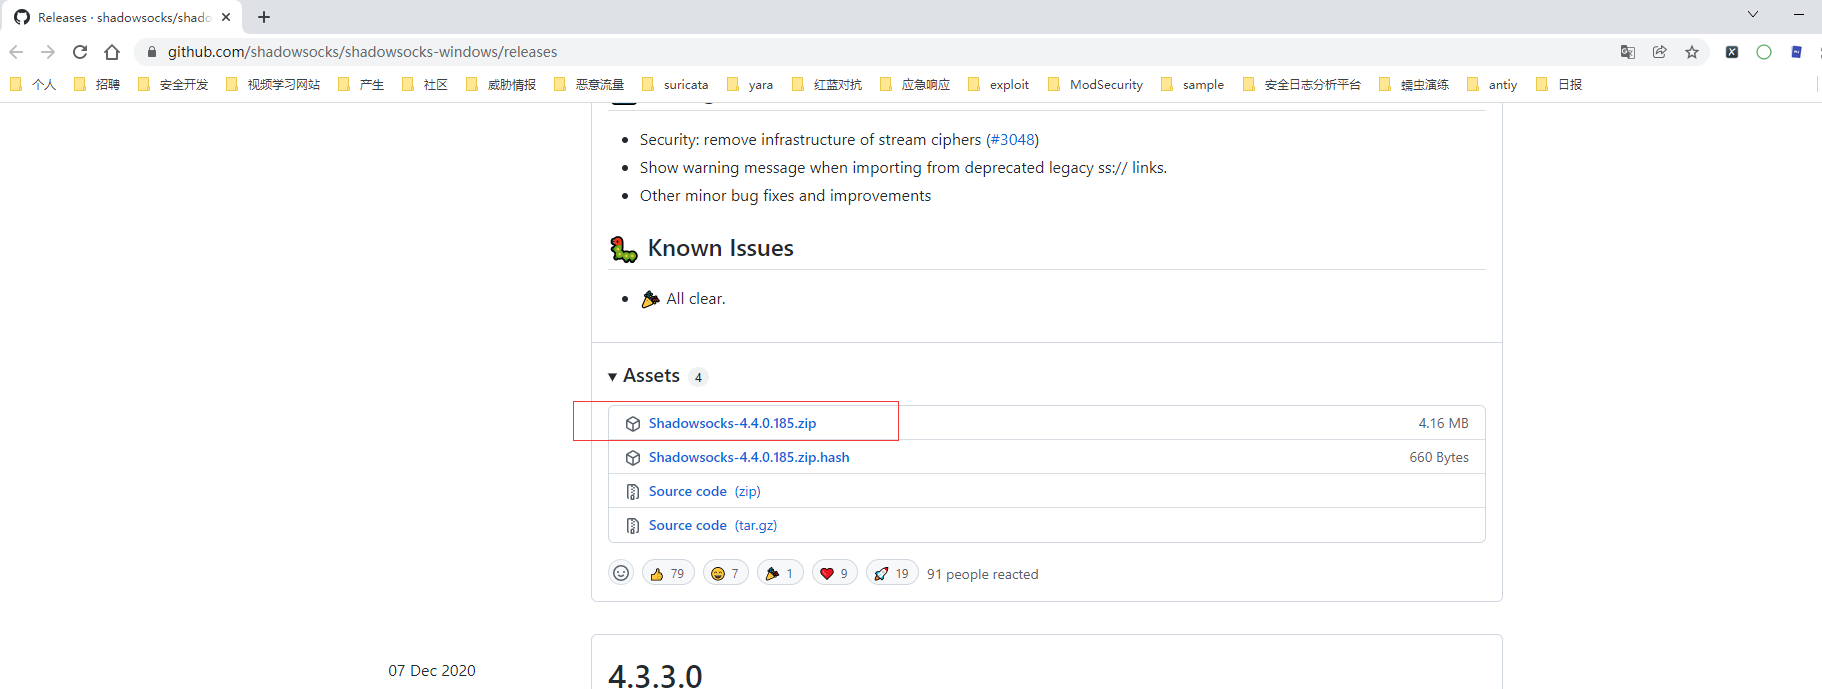 Releases · shadowsocks/shado
github.com/shadowsocks/shadowsocks-windows/releases
个人 招聘 安全开发 视频学习网站 产生 社区 威胁情报 恶意流量 suricata yara 红蓝对抗 应急响应 exploit ModSecurity sample 安全日志分析平台 蠕虫演练 antiy 日报
Security: remove infrastructure of stream ciphers (#3048)
Show warning message when importing from deprecated legacy ss:// links.
Other minor bug fixes and improvements
Known Issues
All clear.
Assets 4
Shadowsocks-4.4.0.185.zip 4.16 MB
Shadowsocks-4.4.0.185.zip.hash 660 Bytes
Source code (zip)
Source code (tar.gz)
79 7 1 9 19 91 people reacted
07 Dec 2020
4.3.3.0